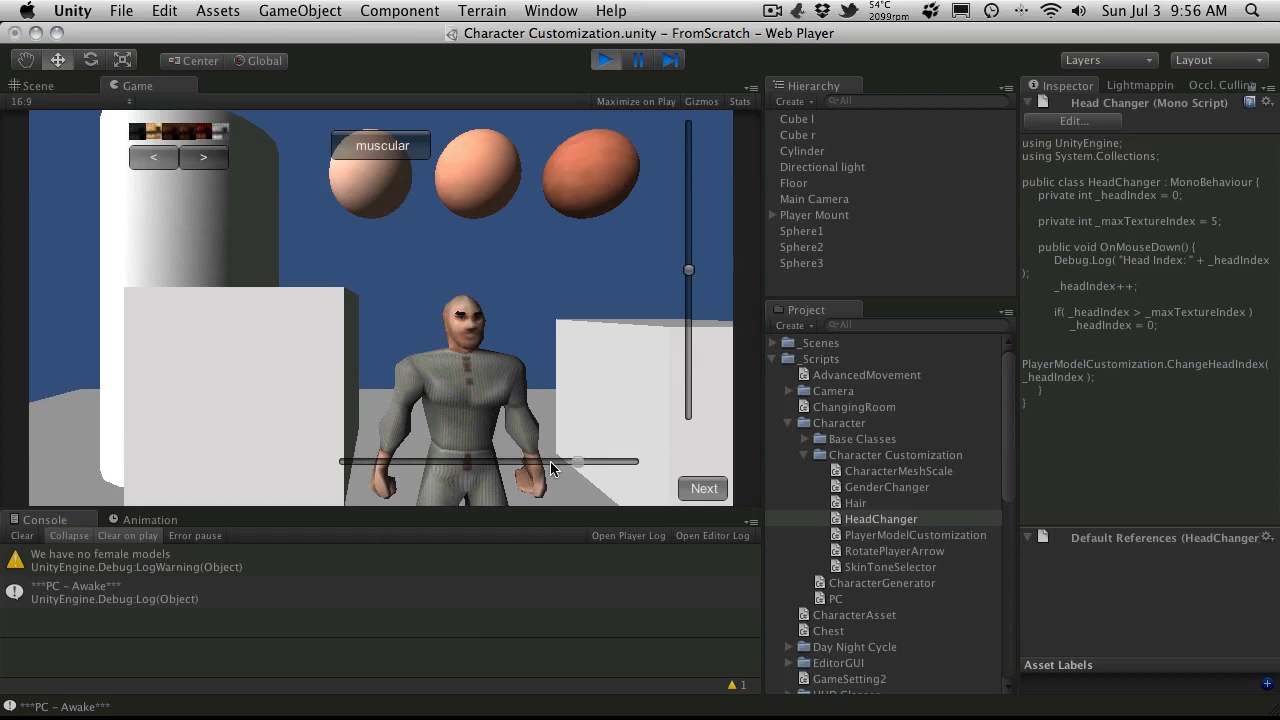 Unity File Edit Assets GameObject Component Terrain Window Help 54°C 2099rpm Sun Jul 3 9:56 AM
Character Customization.unity – FromScratch – Web Player
Center Global Layers Layout
Scene Game
16:9 Maximize on Play Gizmos Stats
muscular
< >
Next
Hierarchy
Create All
Cube l
Cube r
Cylinder
Directional light
Floor
Main Camera
Player Mount
Sphere1
Sphere2
Sphere3
Project
Create All
_Scenes
_Scripts
AdvancedMovement
Camera
ChangingRoom
Character
Base Classes
Character Customization
CharacterMeshScale
GenderChanger
Hair
HeadChanger
PlayerModelCustomization
RotatePlayerArrow
SkinToneSelector
CharacterGenerator
PC
CharacterAsset
Chest
Day Night Cycle
EditorGUI
GameSetting2
Inspector Lightmappin Occl. Culling
Head Changer (Mono Script)
Edit...
using UnityEngine;
using System.Collections;
public class HeadChanger : MonoBehaviour {
private int _headIndex = 0;
private int _maxTextureIndex = 5;
public void OnMouseDown() {
Debug.Log( "Head Index: " + _headIndex
);
_headIndex++;
if( _headIndex > _maxTextureIndex )
_headIndex = 0;
PlayerModelCustomization.ChangeHeadIndex(
_headIndex );
}
}
Default References (HeadChanger
Asset Labels
Console Animation
Clear Collapse Clear on play Error pause Open Player Log Open Editor Log
We have no female models
UnityEngine.Debug:LogWarning(Object)
***PC – Awake***
UnityEngine.Debug:Log(Object)
1
***PC – Awake***